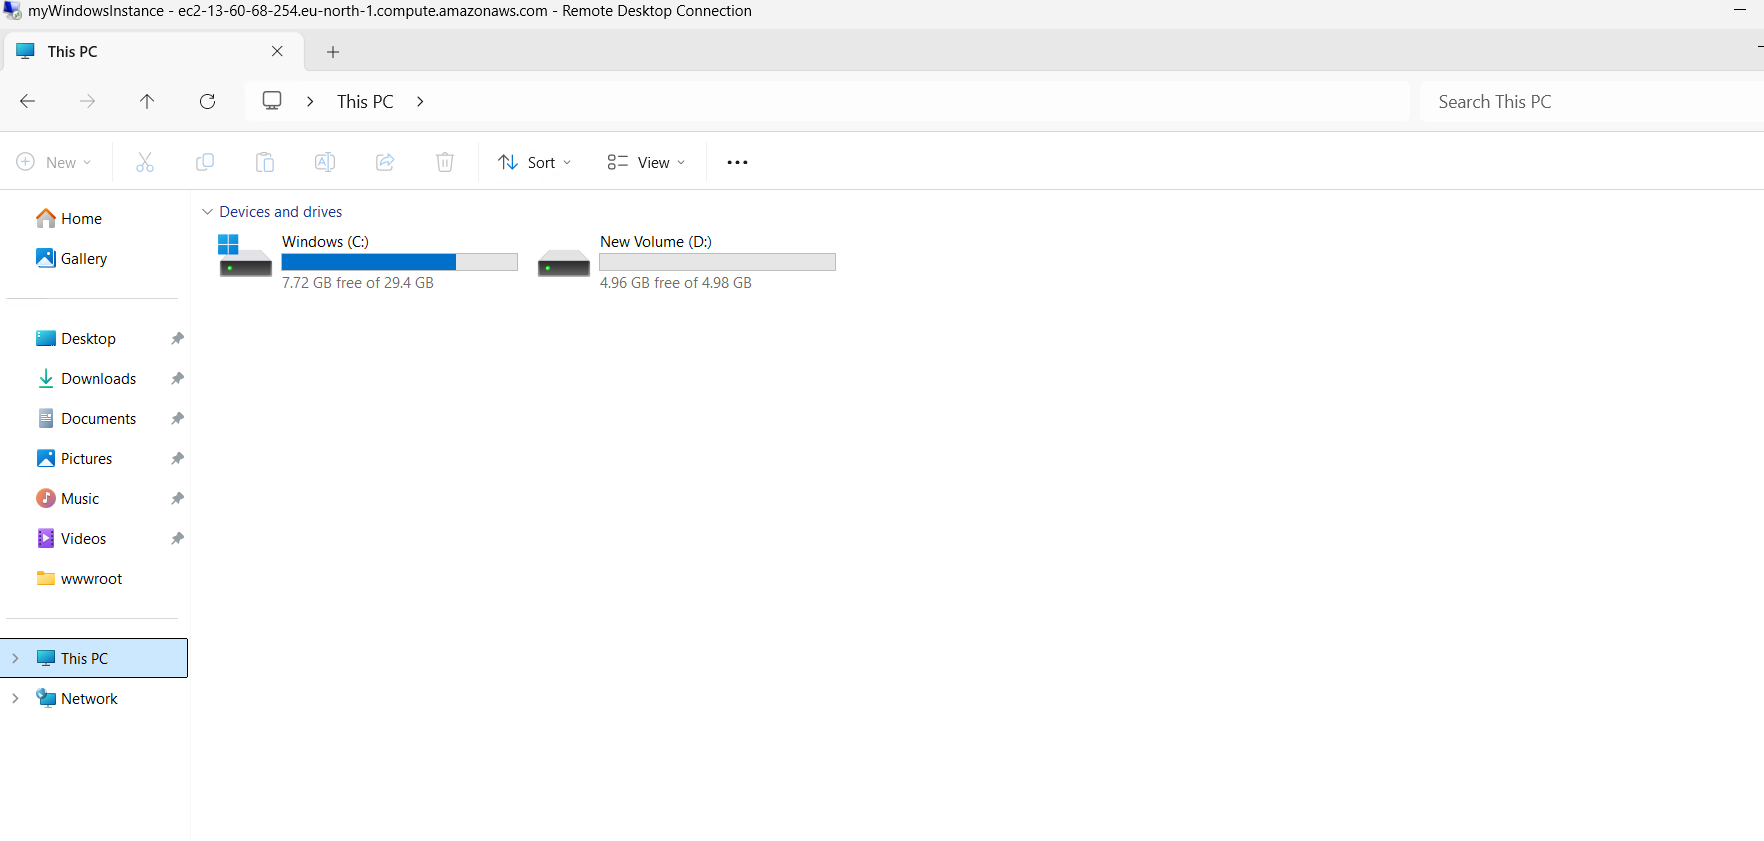 myWindowsInstance - ec2-13-60-68-254.eu-north-1.compute.amazonaws.com - Remote Desktop Connection
This PC
This PC
Search This PC
New
Sort
View
Home
Gallery
Desktop
Downloads
Documents
Pictures
Music
Videos
wwwroot
This PC
Network
Devices and drives
Windows (C:)
7.72 GB free of 29.4 GB
New Volume (D:)
4.96 GB free of 4.98 GB